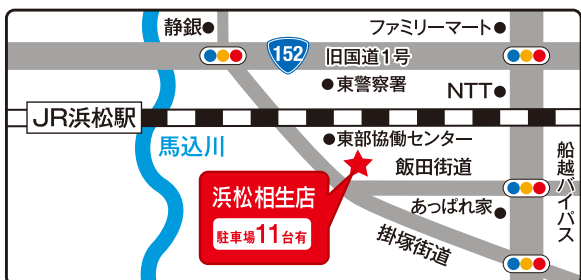 静銀
ファミリーマート
152
旧国道1号
東警察署
NTT
JR浜松駅
東部協働センター
馬込川
飯田街道
船越バイパス
浜松相生店
駐車場11台有
あっぱれ家
掛塚街道